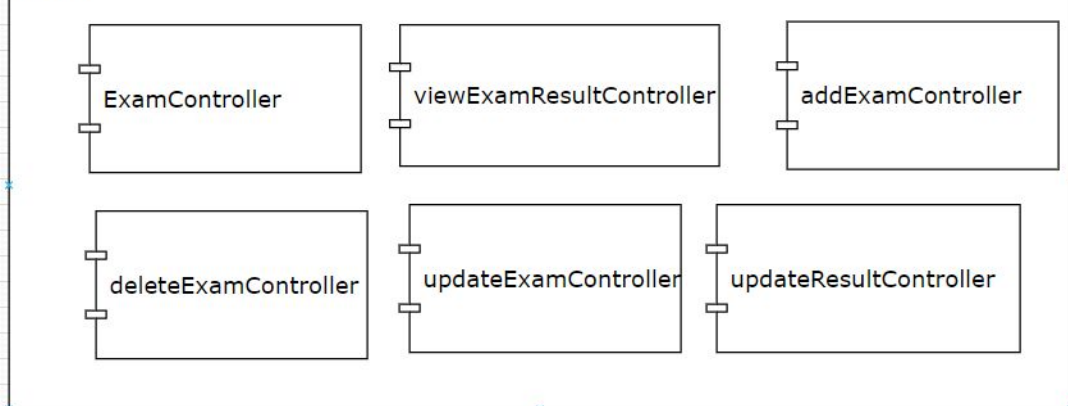 ExamController
viewExamResultController
addExamController
deleteExamController
updateExamController
updateResultController